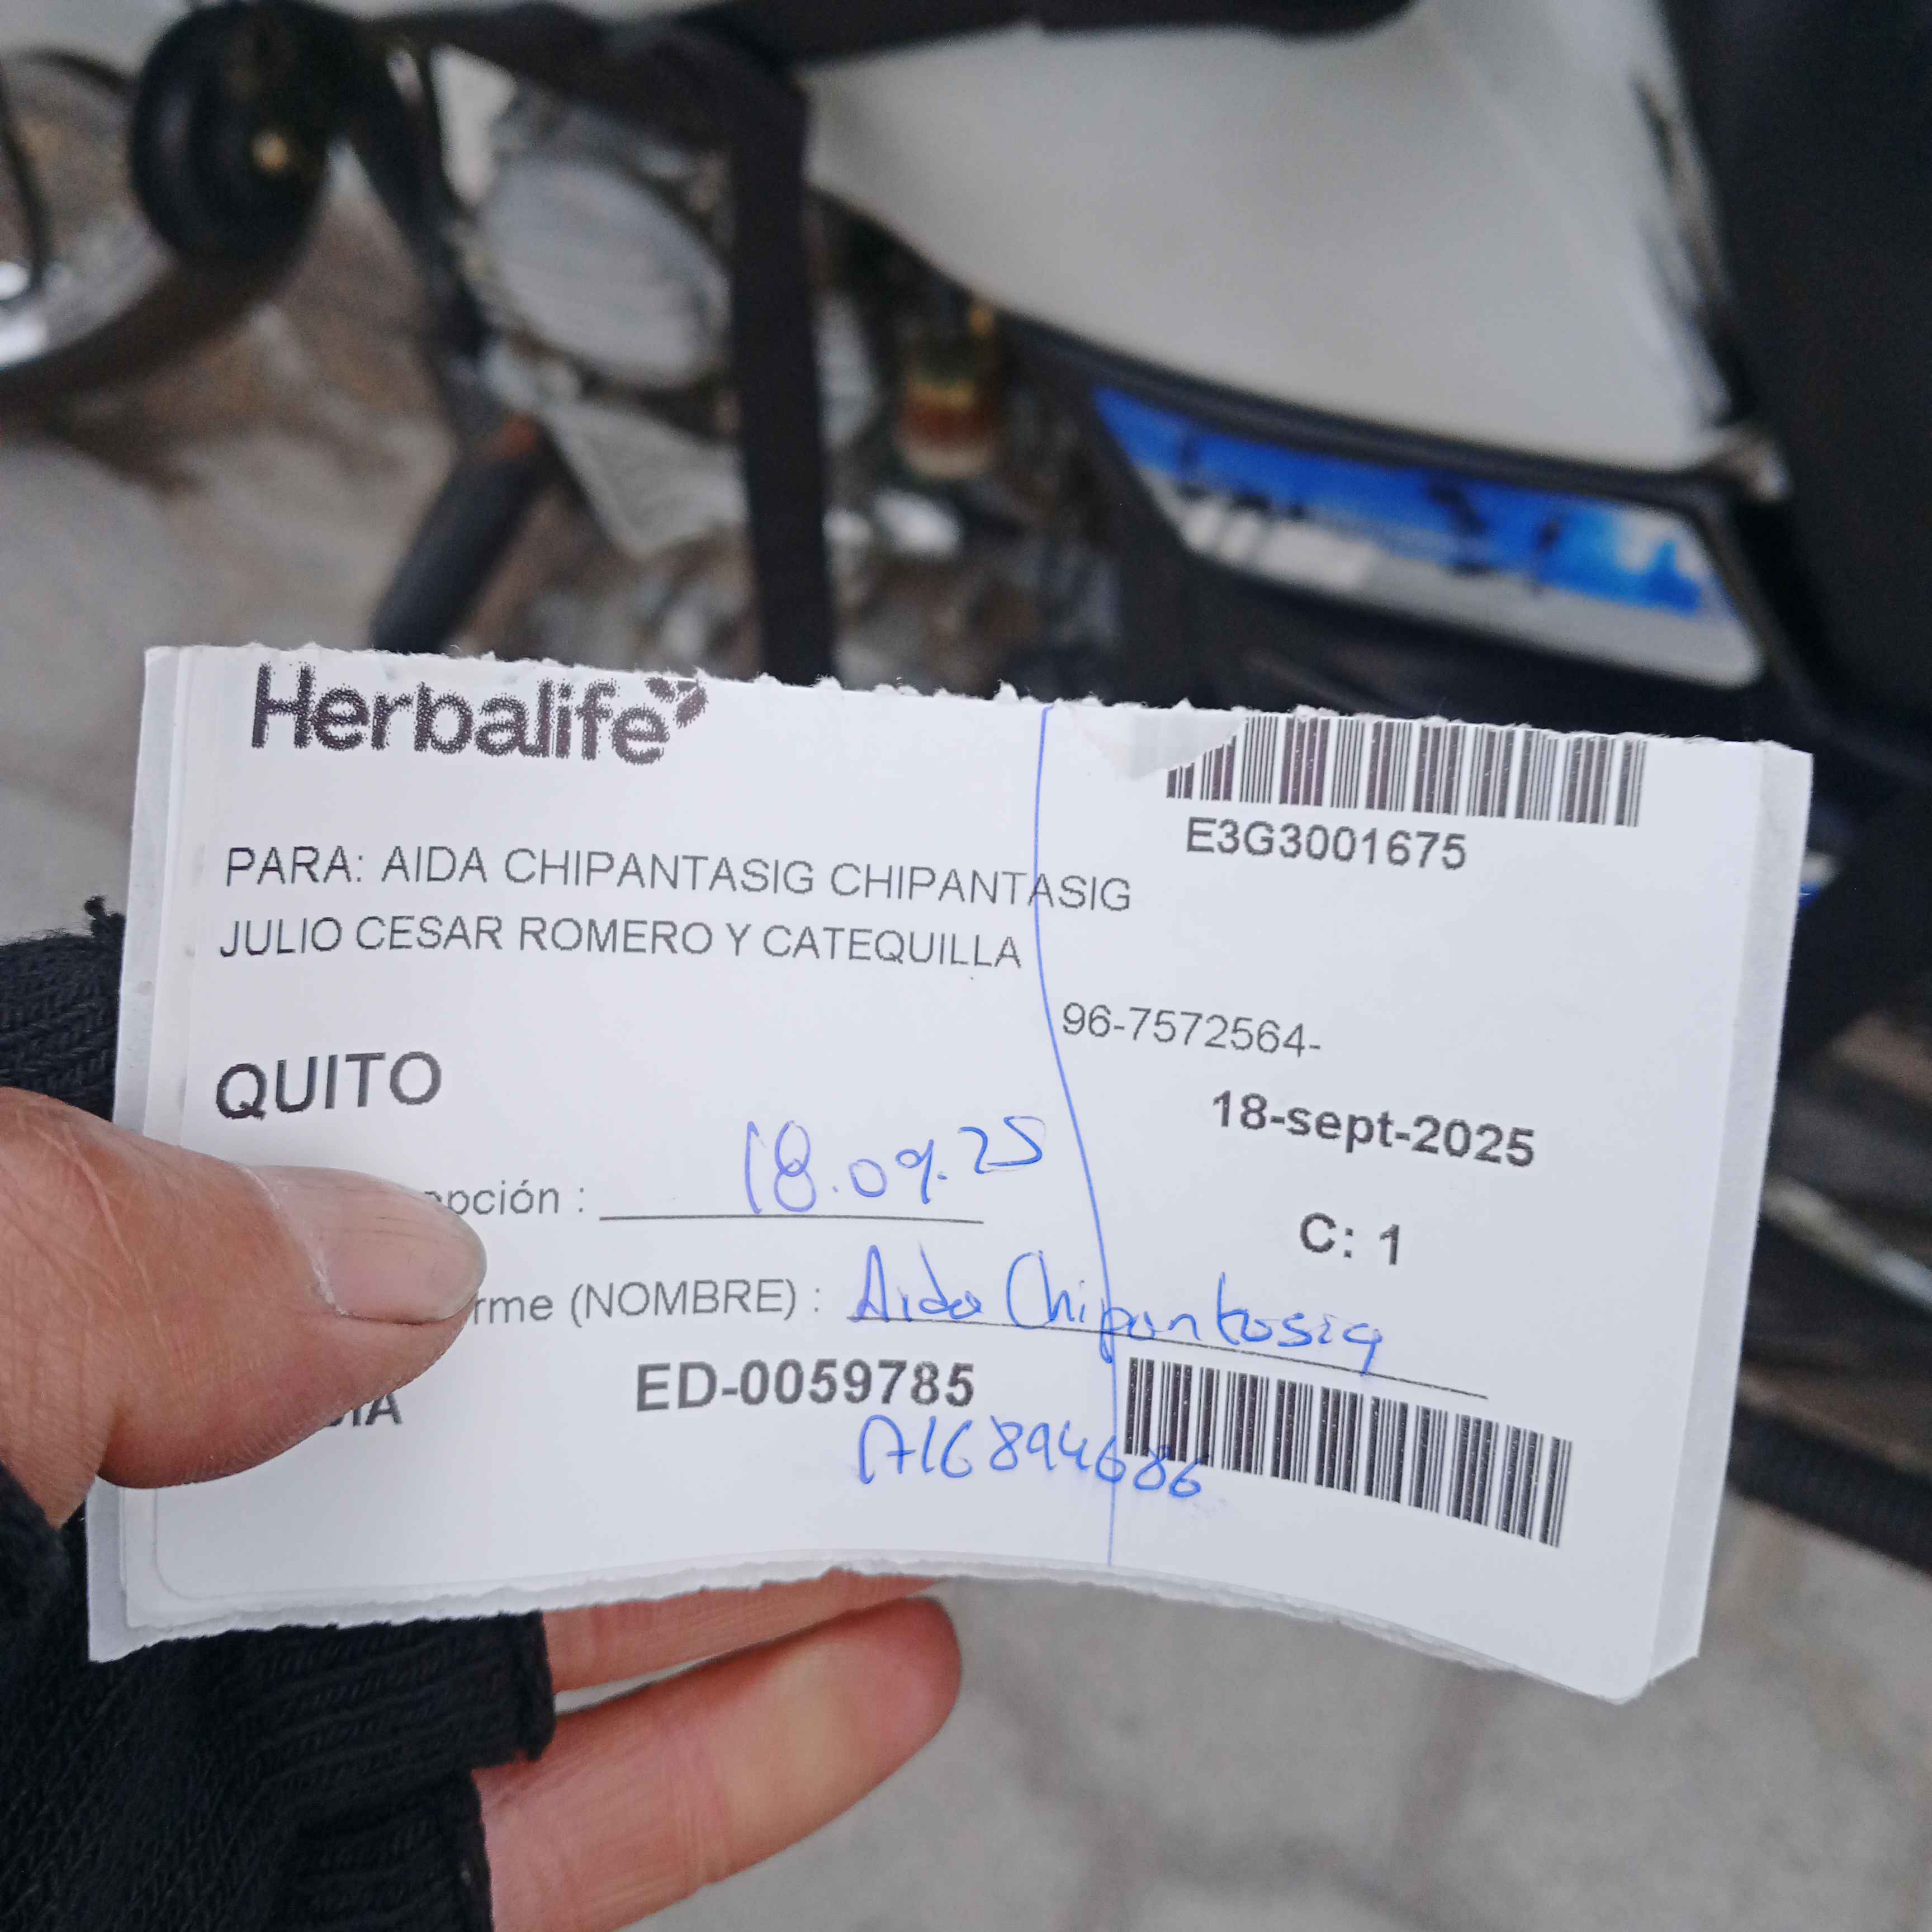 Herbalife
E3G3001675
PARA: AIDA CHIPANTASIG CHIPANTASIG
JULIO CESAR ROMERO Y CATEQUILLA
96-7572564-
QUITO
18-sept-2025
pción : 18.09.25
C: 1
rme (NOMBRE) : Aida Chipantasig
ED-0059785